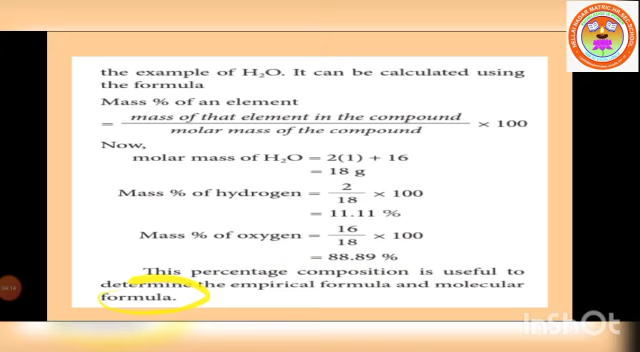 the example of H₂O. It can be calculated using
the formula
Mass % of an element
= mass of that element in the compound / molar mass of the compound × 100
Now,
molar mass of H₂O = 2(1) + 16
= 18 g
Mass % of hydrogen = 2/18 × 100
= 11.11 %
Mass % of oxygen = 16/18 × 100
= 88.89 %
This percentage composition is useful to
determine the empirical formula and molecular
formula.
InShot